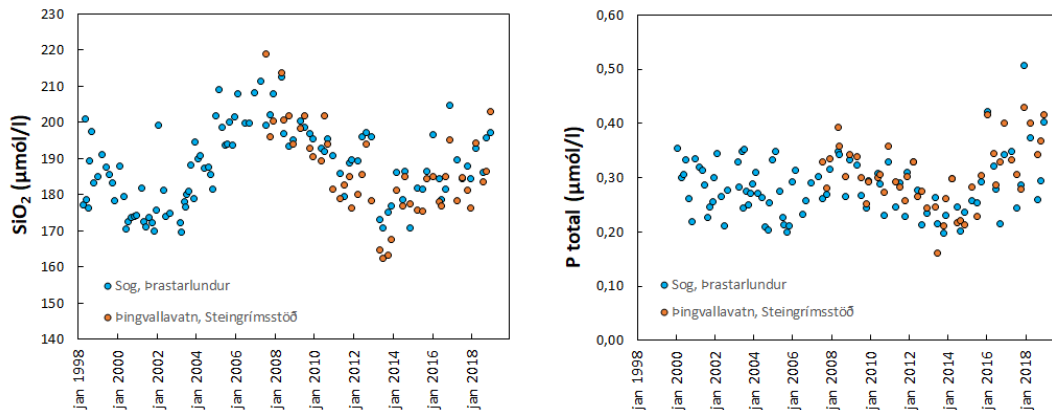 230
220
210
200
190
180
170
160
150
140
SiO2 (µmól/l)
Sog, Þrastarlundur
Þingvallavatn, Steingrímsstöð
jan 1998
jan 2000
jan 2002
jan 2004
jan 2006
jan 2008
jan 2010
jan 2012
jan 2014
jan 2016
jan 2018
0,60
0,50
0,40
0,30
0,20
0,10
0,00
P total (µmól/l)
Sog, Þrastarlundur
Þingvallavatn, Steingrímsstöð
jan 1998
jan 2000
jan 2002
jan 2004
jan 2006
jan 2008
jan 2010
jan 2012
jan 2014
jan 2016
jan 2018